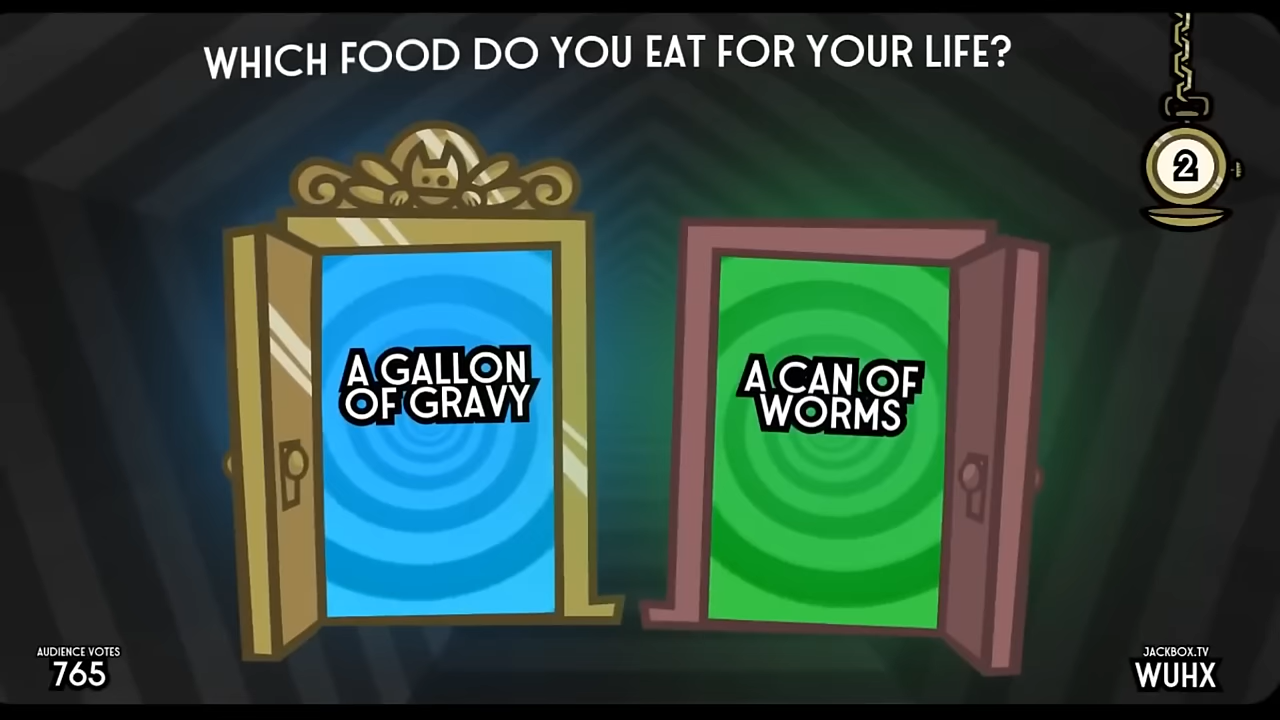 WHICH FOOD DO YOU EAT FOR YOUR LIFE?
2
A GALLON
OF GRAVY
A CAN OF
WORMS
AUDIENCE VOTES
765
JACKBOX.TV
WUHX